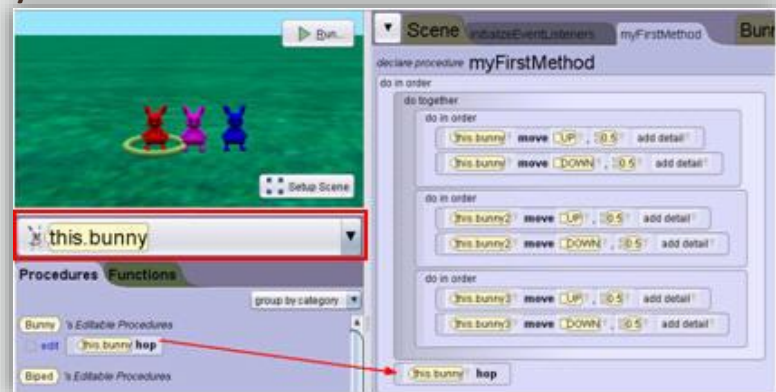 Run...
Setup Scene
this.bunny
Procedures Functions
group by category
Bunny 's Editable Procedures
edit this.bunny hop
Biped 's Editable Procedures
Scene initializeEventListeners myFirstMethod Bun
declare procedure myFirstMethod
do in order
do together
do in order
this.bunny move UP , 0.5 add detail
this.bunny move DOWN , 0.5 add detail
do in order
this.bunny2 move UP , 0.5 add detail
this.bunny2 move DOWN , 0.5 add detail
do in order
this.bunny3 move UP , 0.5 add detail
this.bunny3 move DOWN , 0.5 add detail
this.bunny hop